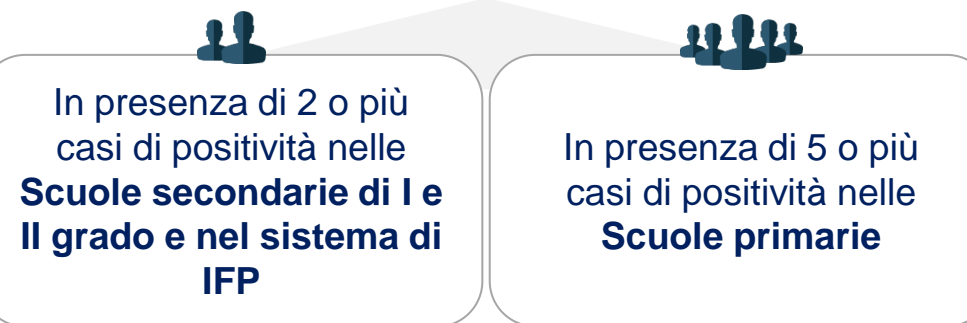 In presenza di 2 o più
casi di positività nelle
Scuole secondarie di I e
II grado e nel sistema di
IFP
In presenza di 5 o più
casi di positività nelle
Scuole primarie